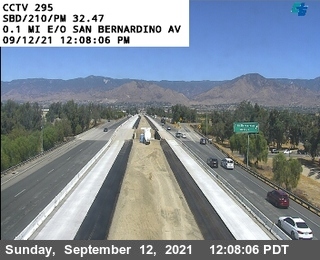 CCTV 295
SBD/210/PM 32.47
0.1 MI E/O SAN BERNARDINO AV
09/12/21 12:08:06 PM
Sunday, September 12, 2021 12:08:06 PDT